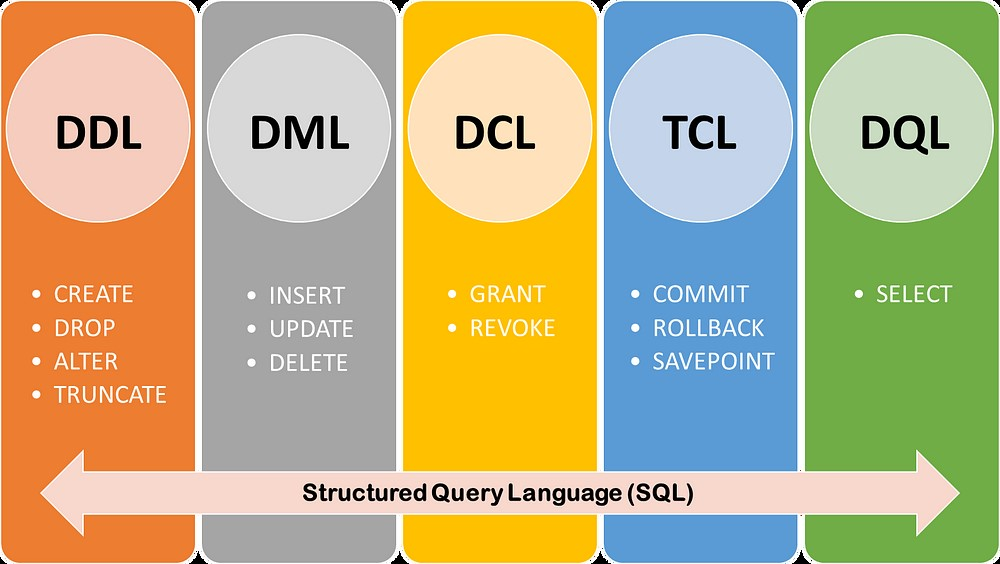 DDL
• CREATE
• DROP
• ALTER
• TRUNCATE
DML
• INSERT
• UPDATE
• DELETE
DCL
• GRANT
• REVOKE
TCL
• COMMIT
• ROLLBACK
• SAVEPOINT
DQL
• SELECT
Structured Query Language (SQL)